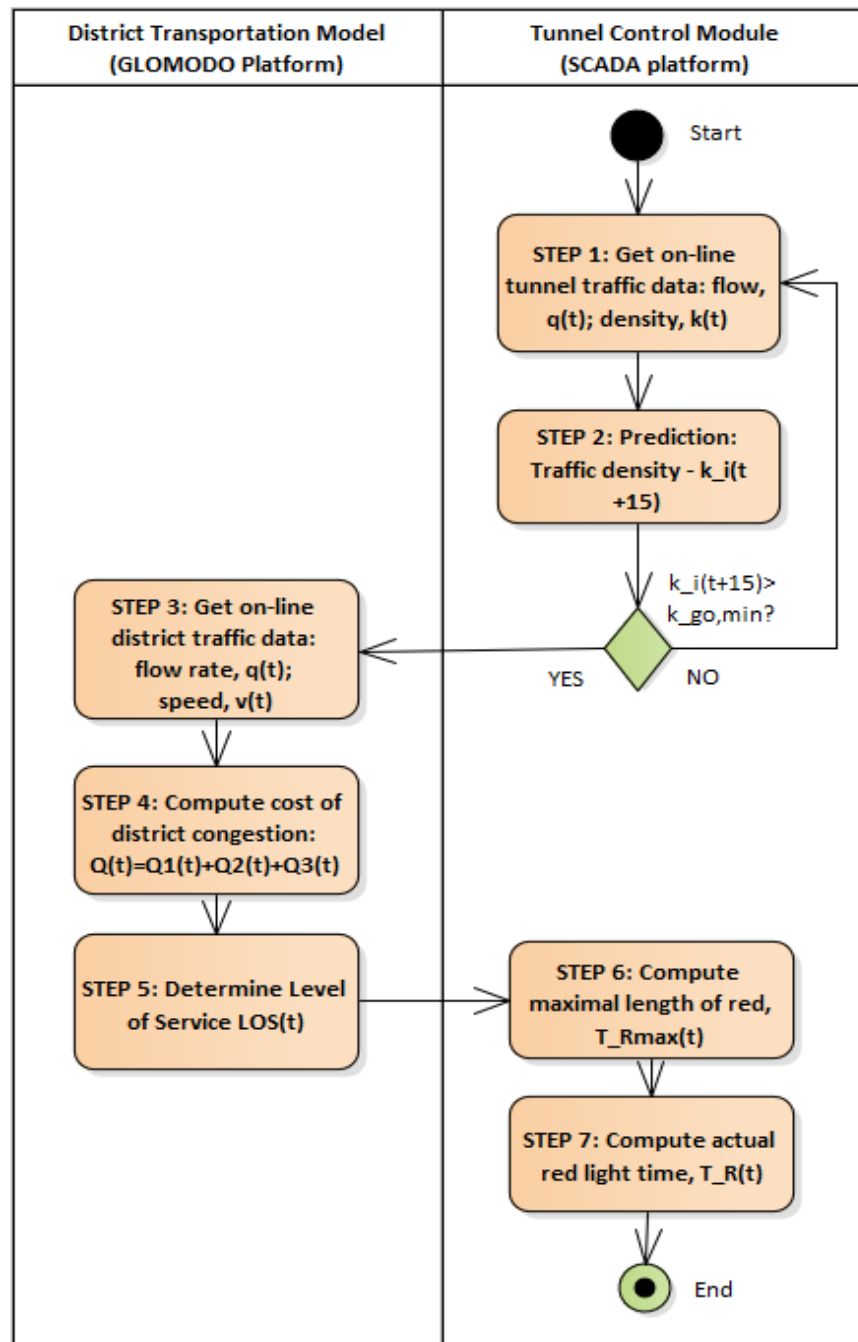 District Transportation Model
(GLOMODO Platform)
Tunnel Control Module
(SCADA platform)
Start
STEP 1: Get on-line
tunnel traffic data: flow,
q(t); density, k(t)
STEP 2: Prediction:
Traffic density - k_i(t
+15)
k_i(t+15)>
k_go,min?
YES
NO
STEP 3: Get on-line
district traffic data:
flow rate, q(t);
speed, v(t)
STEP 4: Compute cost of
district congestion:
Q(t)=Q1(t)+Q2(t)+Q3(t)
STEP 5: Determine Level
of Service LOS(t)
STEP 6: Compute
maximal length of red,
T_Rmax(t)
STEP 7: Compute actual
red light time, T_R(t)
End